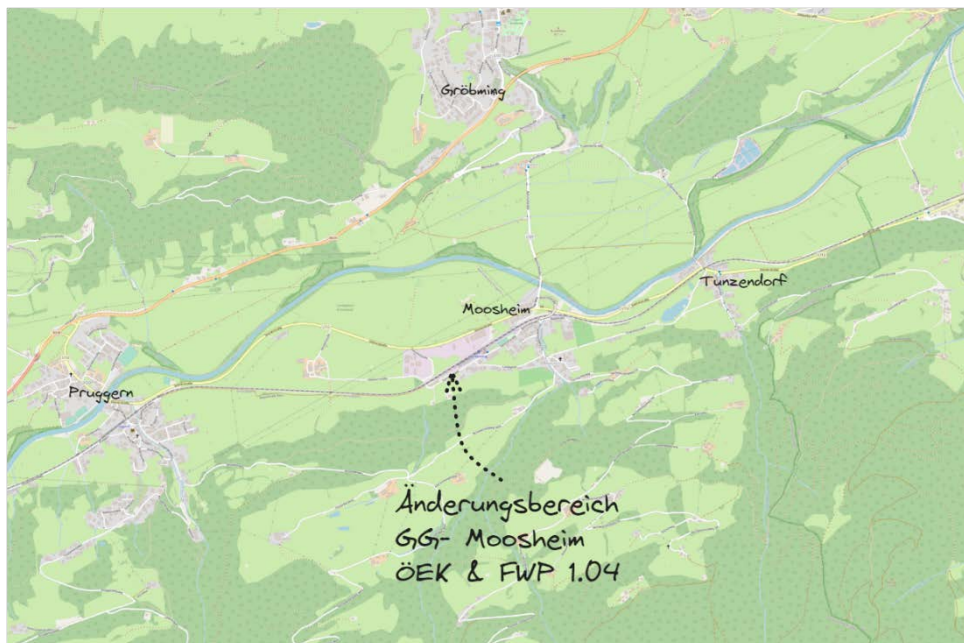 Gröbming
Tunzendorf
Moosheim
Pruggern
Änderungsbereich
GG- Moosheim
ÖEK & FWP 1.04